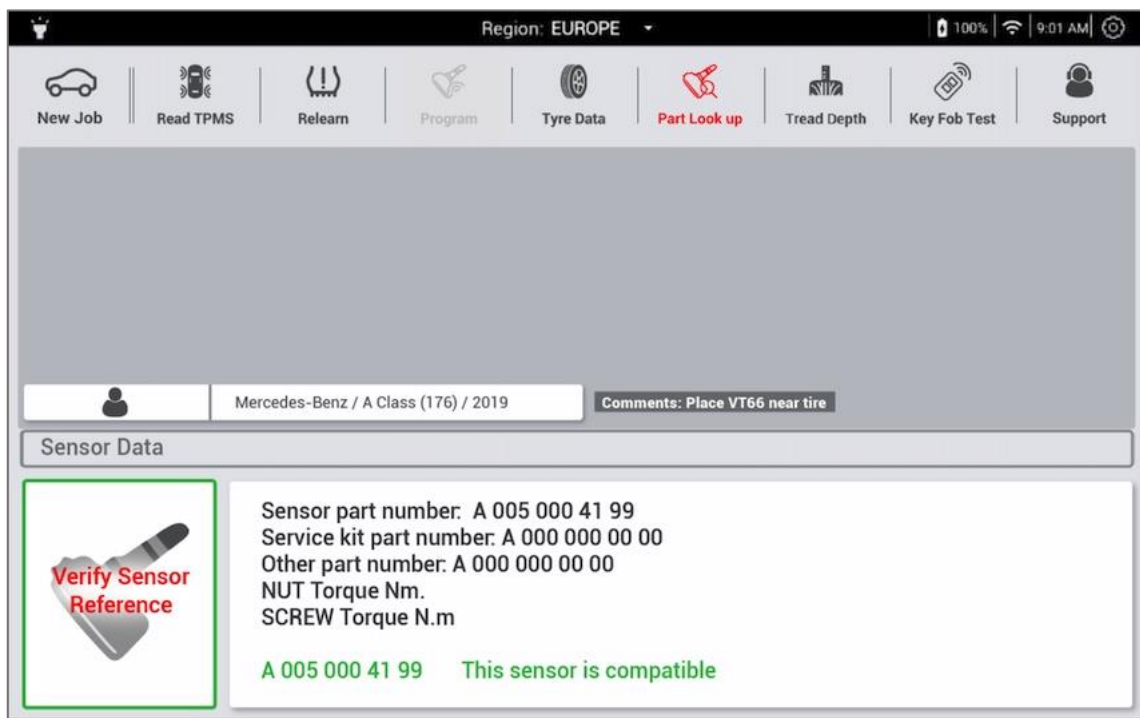 Region: EUROPE
100%
9:01 AM
New Job
Read TPMS
Relearn
Program
Tyre Data
Part Look up
Tread Depth
Key Fob Test
Support
Mercedes-Benz / A Class (176) / 2019
Comments: Place VT66 near tire
Sensor Data
Verify Sensor
Reference
Sensor part number: A 005 000 41 99
Service kit part number: A 000 000 00 00
Other part number: A 000 000 00 00
NUT Torque Nm.
SCREW Torque N.m
A 005 000 41 99 This sensor is compatible